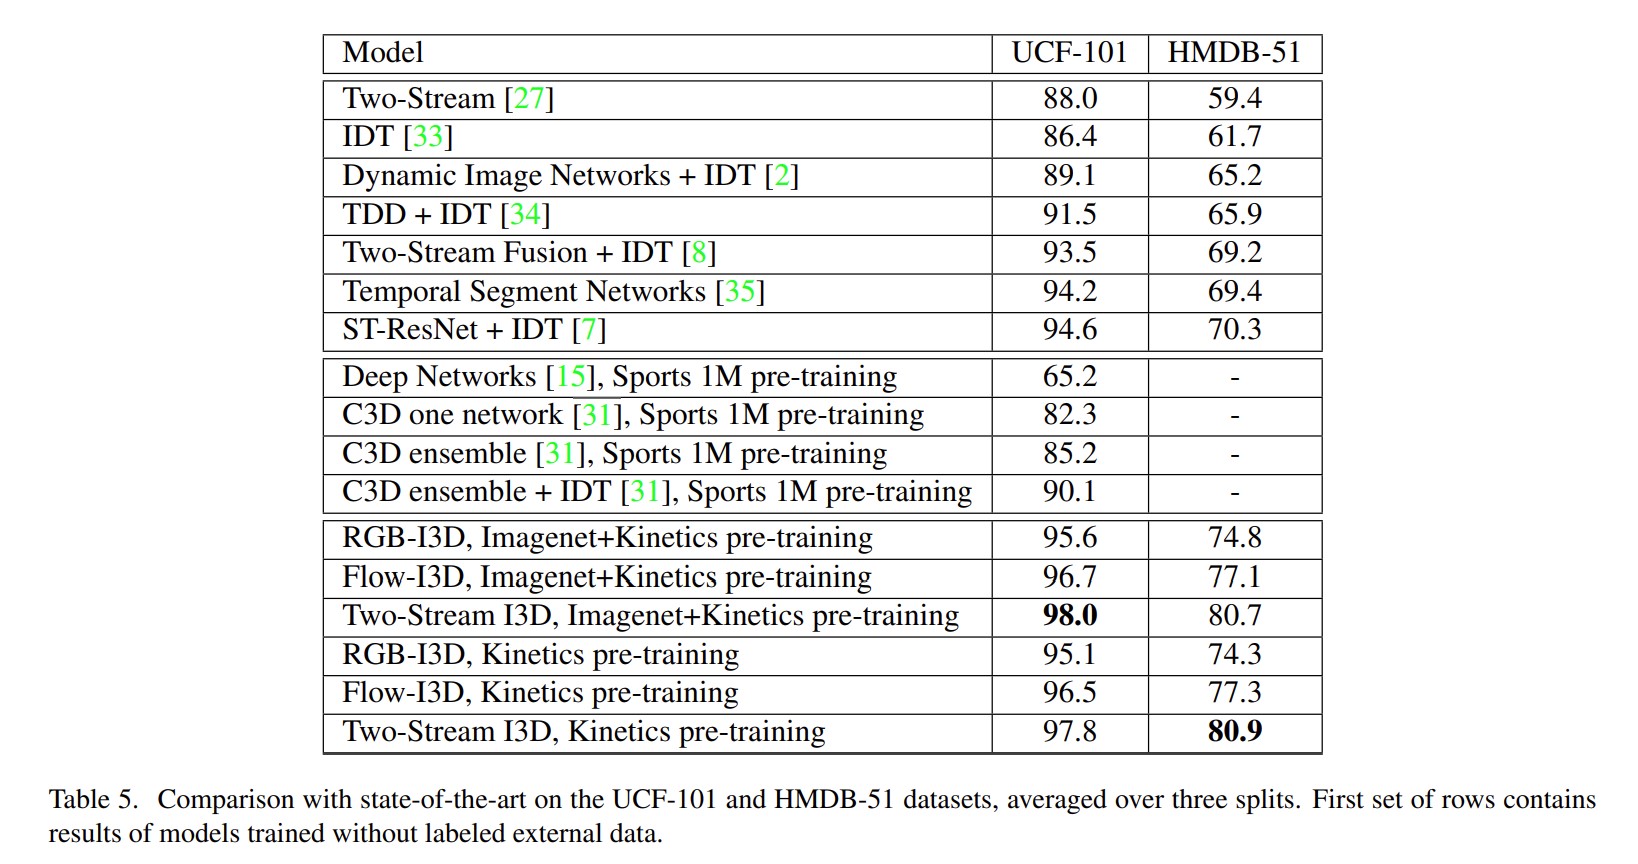 Model UCF-101 HMDB-51
Two-Stream [27] 88.0 59.4
IDT [33] 86.4 61.7
Dynamic Image Networks + IDT [2] 89.1 65.2
TDD + IDT [34] 91.5 65.9
Two-Stream Fusion + IDT [8] 93.5 69.2
Temporal Segment Networks [35] 94.2 69.4
ST-ResNet + IDT [7] 94.6 70.3
Deep Networks [15], Sports 1M pre-training 65.2 -
C3D one network [31], Sports 1M pre-training 82.3 -
C3D ensemble [31], Sports 1M pre-training 85.2 -
C3D ensemble + IDT [31], Sports 1M pre-training 90.1 -
RGB-I3D, Imagenet+Kinetics pre-training 95.6 74.8
Flow-I3D, Imagenet+Kinetics pre-training 96.7 77.1
Two-Stream I3D, Imagenet+Kinetics pre-training 98.0 80.7
RGB-I3D, Kinetics pre-training 95.1 74.3
Flow-I3D, Kinetics pre-training 96.5 77.3
Two-Stream I3D, Kinetics pre-training 97.8 80.9
Table 5. Comparison with state-of-the-art on the UCF-101 and HMDB-51 datasets, averaged over three splits. First set of rows contains
results of models trained without labeled external data.